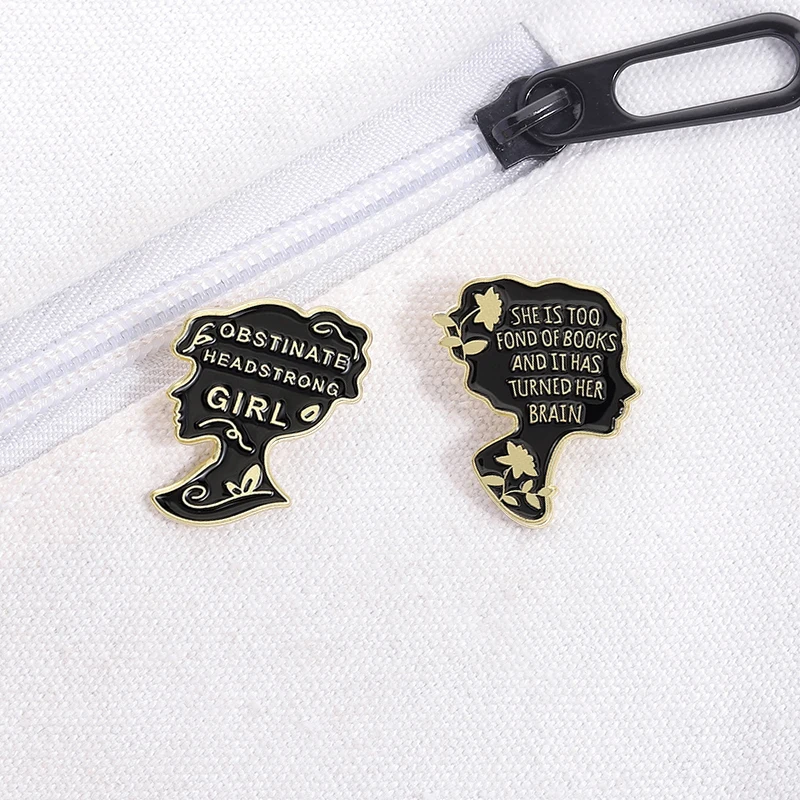 OBSTINATE
HEADSTRONG
GIRL
SHE IS TOO
FOND OF BOOKS
AND IT HAS
TURNED HER
BRAIN